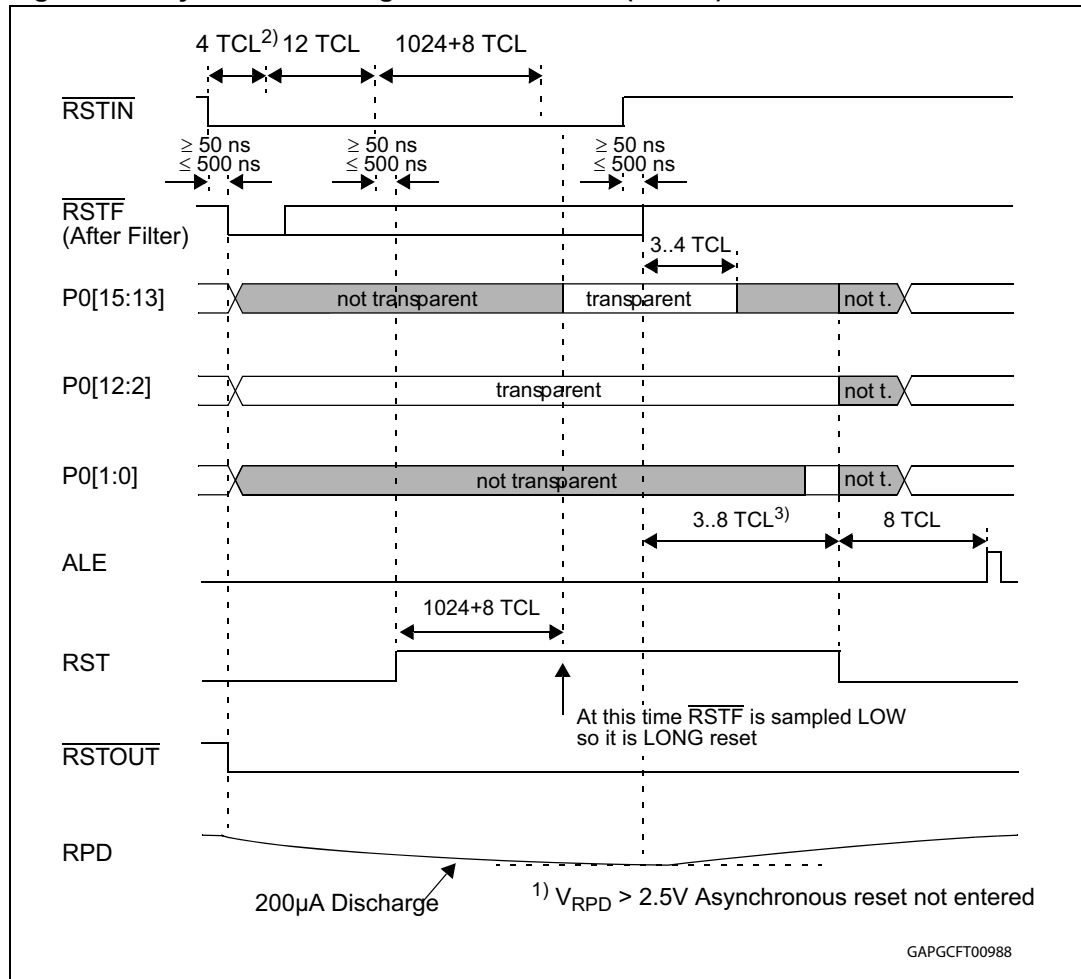 4 TCL2) 12 TCL 1024+8 TCL
RSTIN
≥ 50 ns ≥ 50 ns ≥ 50 ns
≤ 500 ns ≤ 500 ns ≤ 500 ns
RSTF
(After Filter)
3..4 TCL
P0[15:13] not transparent transparent not t.
P0[12:2] transparent not t.
P0[1:0] not transparent not t.
3..8 TCL3) 8 TCL
ALE
1024+8 TCL
RST
At this time RSTF is sampled LOW
so it is LONG reset
RSTOUT
RPD
200µA Discharge
1) VRPD > 2.5V Asynchronous reset not entered
GAPGCFT00988